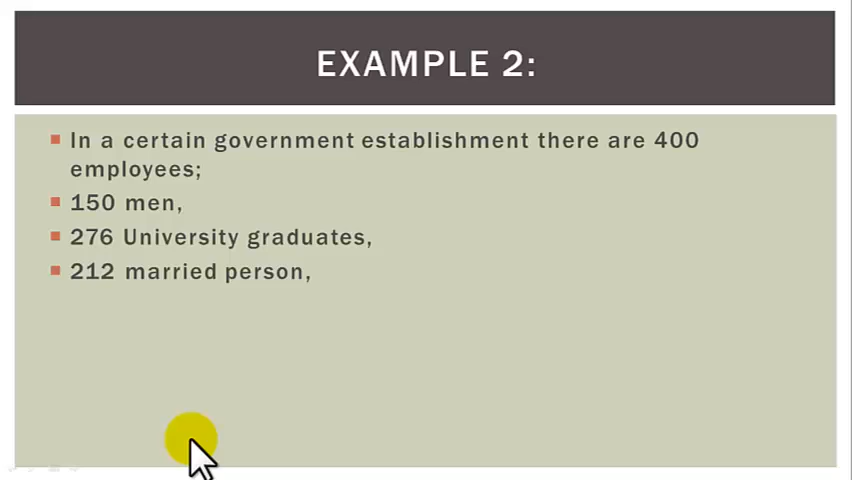 EXAMPLE 2:
In a certain government establishment there are 400
employees;
150 men,
276 University graduates,
212 married person,